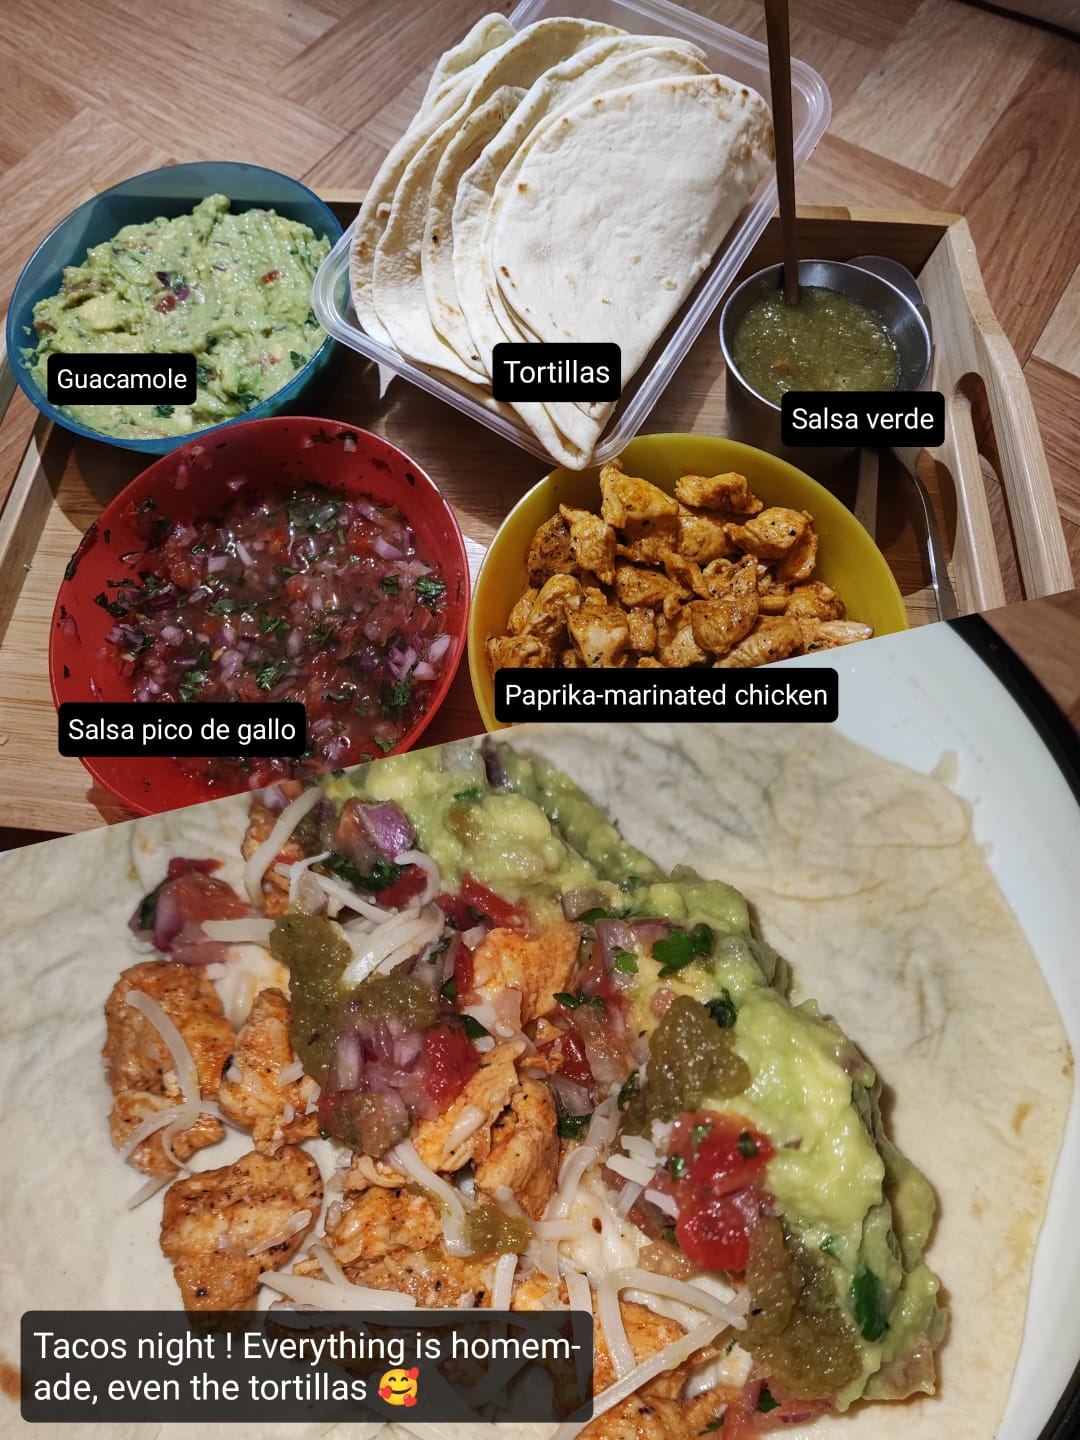 Tortillas
Guacamole
Salsa verde
Paprika-marinated chicken
Salsa pico de gallo
Tacos night ! Everything is homem-
ade, even the tortillas 🥰